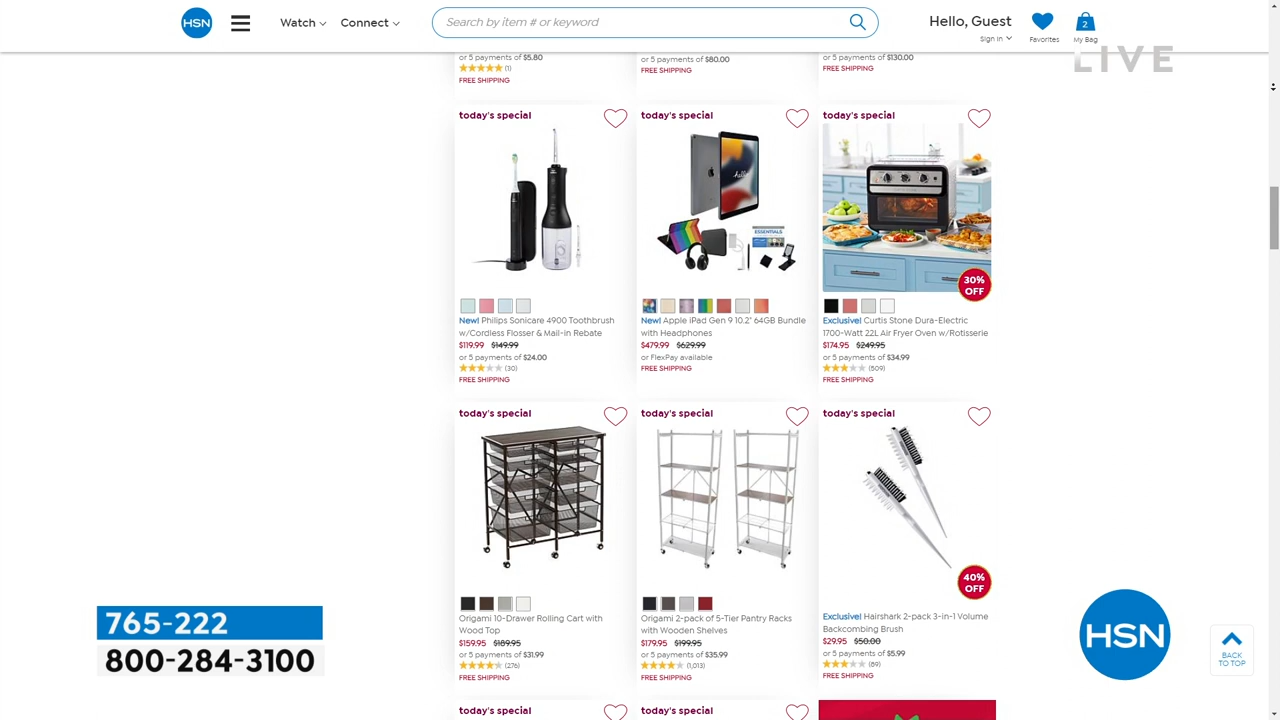 HSN
Watch
Connect
Search by item # or keyword
Hello, Guest
Sign In
Favorites
2
My Bag
LIVE
or 5 payments of $5.80
(1)
FREE SHIPPING
or 5 payments of $80.00
FREE SHIPPING
or 5 payments of $130.00
FREE SHIPPING
today's special
New! Philips Sonicare 4900 Toothbrush
w/Cordless Flosser & Mail-in Rebate
$119.99 $149.99
or 5 payments of $24.00
(30)
FREE SHIPPING
today's special
hello
ESSENTIALS
New! Apple iPad Gen 9 10.2" 64GB Bundle
with Headphones
$479.99 $629.99
or FlexPay available
FREE SHIPPING
today's special
30%
OFF
Exclusive! Curtis Stone Dura-Electric
1700-Watt 22L Air Fryer Oven w/Rotisserie
$174.95 $249.95
or 5 payments of $34.99
(509)
FREE SHIPPING
today's special
Origami 10-Drawer Rolling Cart with
Wood Top
$159.95 $189.95
or 5 payments of $31.99
(276)
FREE SHIPPING
today's special
Origami 2-pack of 5-Tier Pantry Racks
with Wooden Shelves
$179.95 $199.95
or 5 payments of $35.99
(1,013)
FREE SHIPPING
today's special
40%
OFF
Exclusive! Hairshark 2-pack 3-in-1 Volume
Backcombing Brush
$29.95 $50.00
or 5 payments of $5.99
(89)
FREE SHIPPING
today's special
today's special
765-222
800-284-3100
HSN
BACK
TO TOP